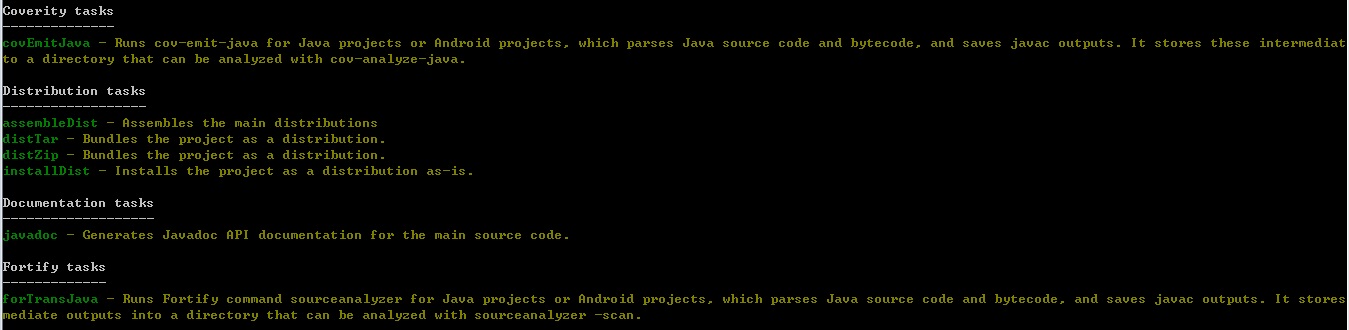 Coverity tasks
--------------
covEmitJava - Runs cov-emit-java for Java projects or Android projects, which parses Java source code and bytecode, and saves javac outputs. It stores these intermediat
to a directory that can be analyzed with cov-analyze-java.
Distribution tasks
------------------
assembleDist - Assembles the main distributions
distTar - Bundles the project as a distribution.
distZip - Bundles the project as a distribution.
installDist - Installs the project as a distribution as-is.
Documentation tasks
-------------------
javadoc - Generates Javadoc API documentation for the main source code.
Fortify tasks
-------------
forTransJava - Runs Fortify command sourceanalyzer for Java projects or Android projects, which parses Java source code and bytecode, and saves javac outputs. It stores
mediate outputs into a directory that can be analyzed with sourceanalyzer -scan.